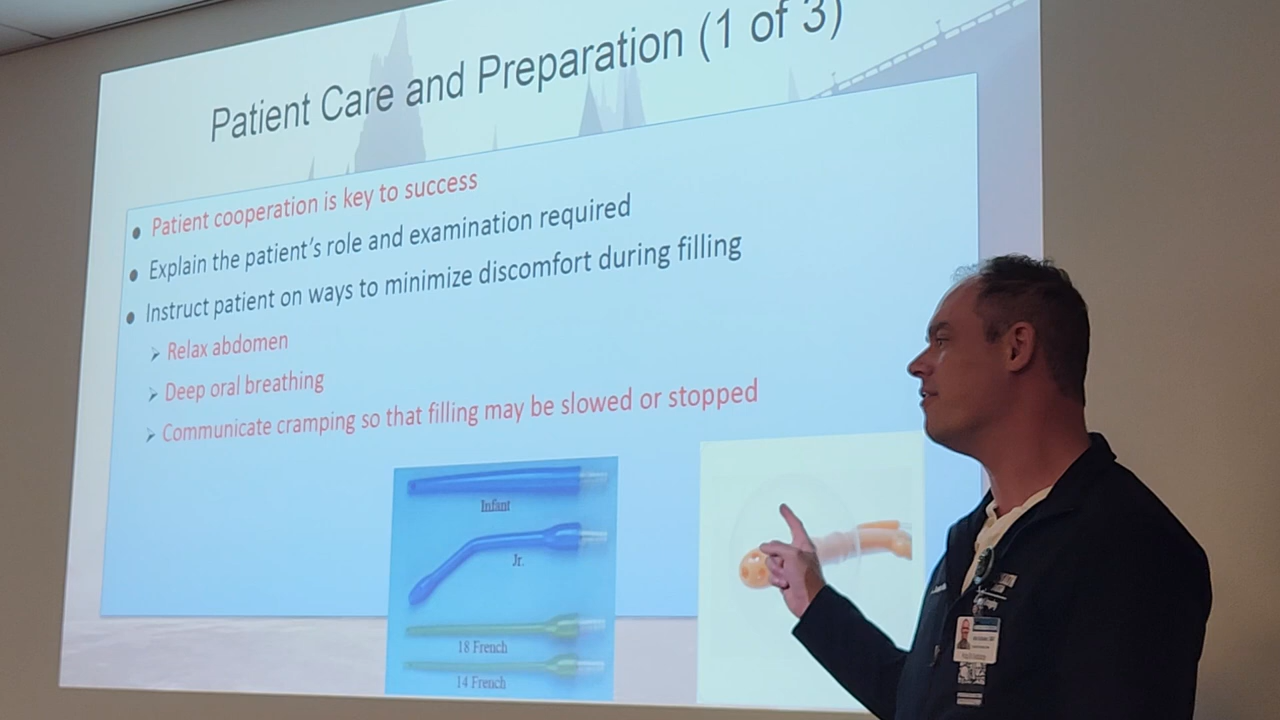 Patient Care and Preparation (1 of 3)
Patient cooperation is key to success
Explain the patient's role and examination required
Instruct patient on ways to minimize discomfort during filling
Relax abdomen
Deep oral breathing
Communicate cramping so that filling may be slowed or stopped
Infant
Jr.
18 French
14 French